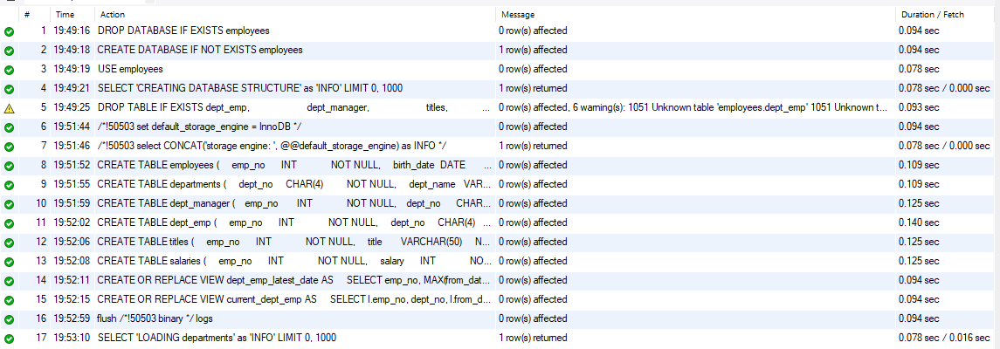 # Time Action Message Duration / Fetch
1 19:49:16 DROP DATABASE IF EXISTS employees 0 row(s) affected 0.094 sec
2 19:49:18 CREATE DATABASE IF NOT EXISTS employees 1 row(s) affected 0.094 sec
3 19:49:19 USE employees 0 row(s) affected 0.078 sec
4 19:49:21 SELECT 'CREATING DATABASE STRUCTURE' as 'INFO' LIMIT 0, 1000 1 row(s) returned 0.078 sec / 0.000 sec
5 19:49:25 DROP TABLE IF EXISTS dept_emp, dept_manager, titles, ... 0 row(s) affected, 6 warning(s): 1051 Unknown table 'employees.dept_emp' 1051 Unknown t... 0.093 sec
6 19:51:44 /*!50503 set default_storage_engine = InnoDB */ 0 row(s) affected 0.094 sec
7 19:51:46 /*!50503 select CONCAT('storage engine: ', @@default_storage_engine) as INFO */ 1 row(s) returned 0.078 sec / 0.000 sec
8 19:51:52 CREATE TABLE employees ( emp_no INT NOT NULL, birth_date DATE ... 0 row(s) affected 0.109 sec
9 19:51:55 CREATE TABLE departments ( dept_no CHAR(4) NOT NULL, dept_name VAR... 0 row(s) affected 0.109 sec
10 19:51:59 CREATE TABLE dept_manager ( emp_no INT NOT NULL, dept_no CHAR... 0 row(s) affected 0.125 sec
11 19:52:02 CREATE TABLE dept_emp ( emp_no INT NOT NULL, dept_no CHAR(4) ... 0 row(s) affected 0.140 sec
12 19:52:06 CREATE TABLE titles ( emp_no INT NOT NULL, title VARCHAR(50) N... 0 row(s) affected 0.125 sec
13 19:52:08 CREATE TABLE salaries ( emp_no INT NOT NULL, salary INT NO... 0 row(s) affected 0.125 sec
14 19:52:11 CREATE OR REPLACE VIEW dept_emp_latest_date AS SELECT emp_no, MAX(from_dat... 0 row(s) affected 0.094 sec
15 19:52:15 CREATE OR REPLACE VIEW current_dept_emp AS SELECT l.emp_no, dept_no, l.from_d... 0 row(s) affected 0.094 sec
16 19:52:59 flush /*!50503 binary */ logs 0 row(s) affected 0.094 sec
17 19:53:10 SELECT 'LOADING departments' as 'INFO' LIMIT 0, 1000 1 row(s) returned 0.078 sec / 0.016 sec